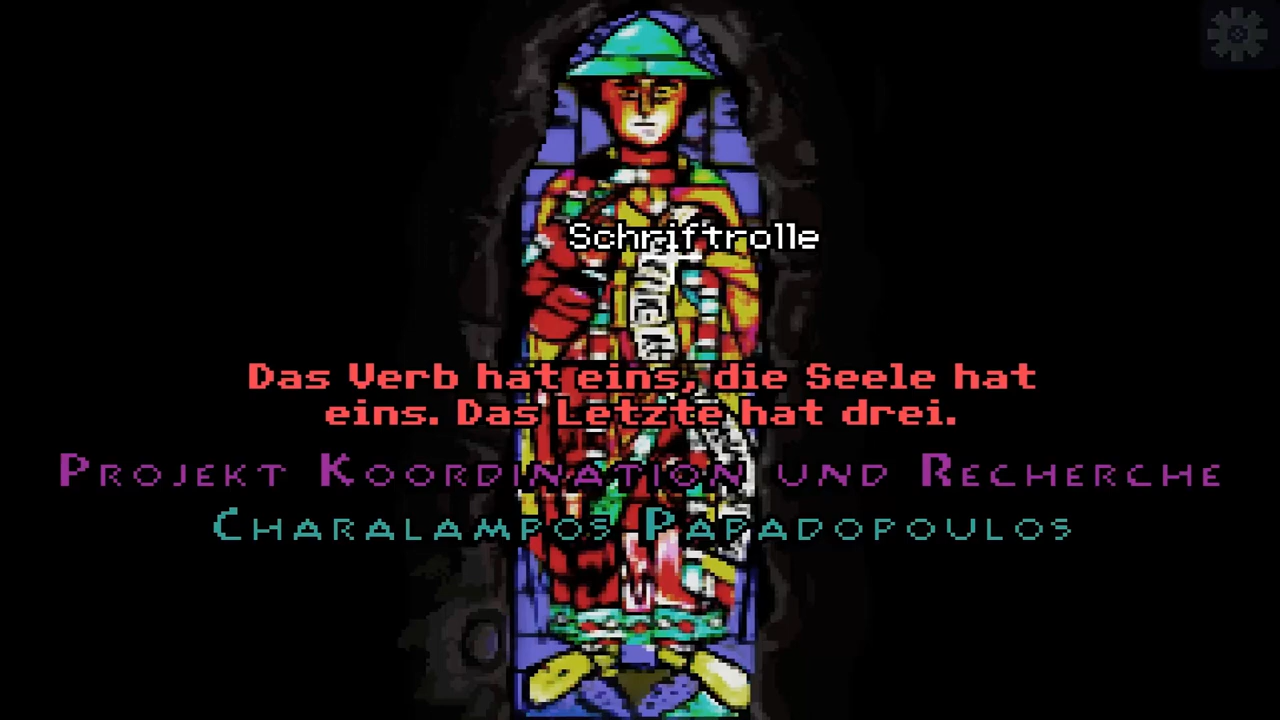 Schriftrolle
Das Verb hat eins, die Seele hat
eins. Das Letzte hat drei.
Projekt Koordination und Recherche
Charalampos Papadopoulos